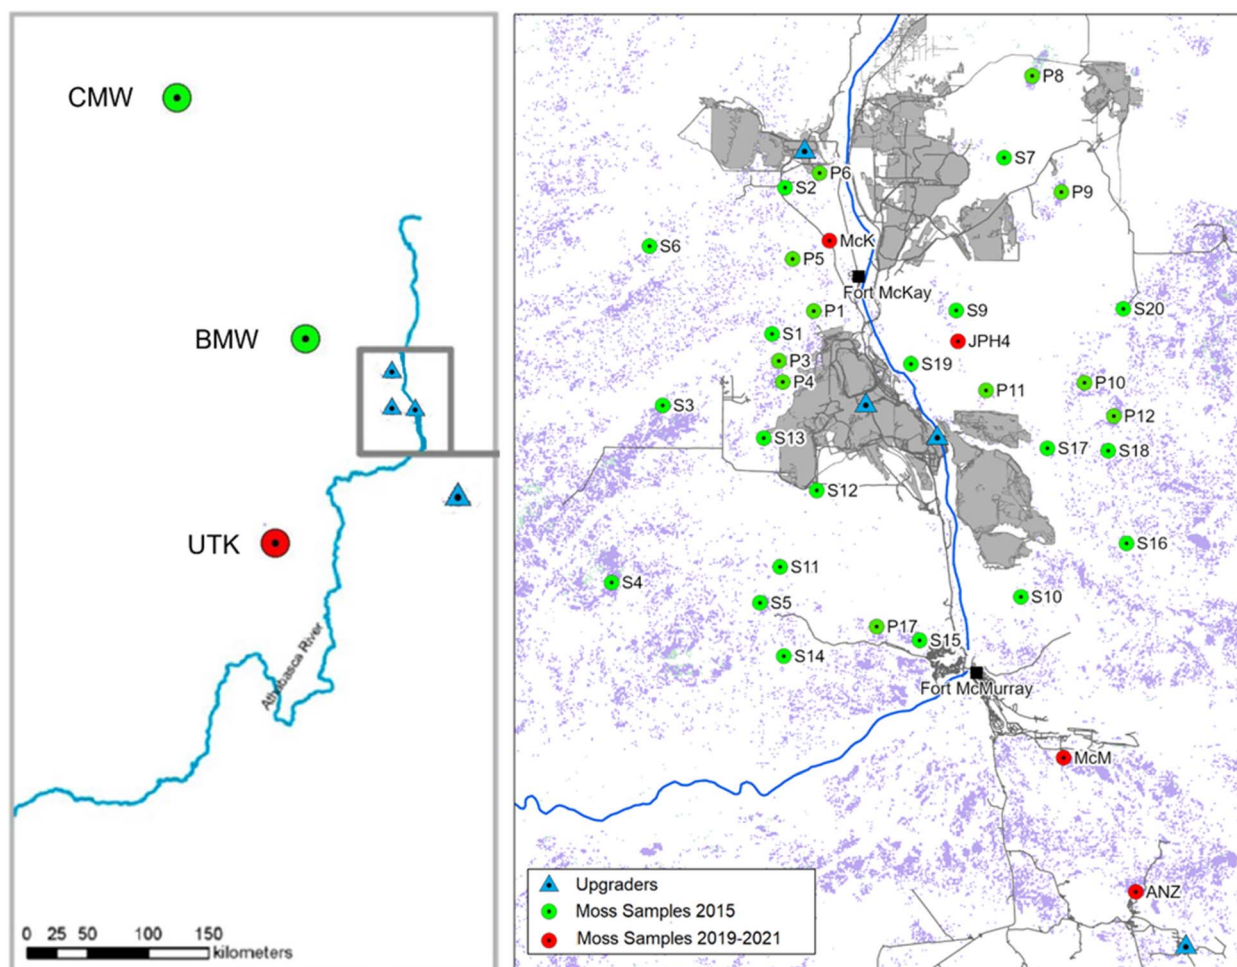 CMW
BMW
UTK
Athabasca River
0 25 50 100 150
kilometers
P8
S7
P6
S2
P9
McK
S6
P5
Fort McKay
P1
S9
S20
S1
JPH4
P3
S19
P4
P10
P11
S3
P12
S13
S17
S18
S12
S16
S11
S4
S10
S5
P17
S15
S14
Fort McMurray
McM
ANZ
Upgraders
Moss Samples 2015
Moss Samples 2019-2021